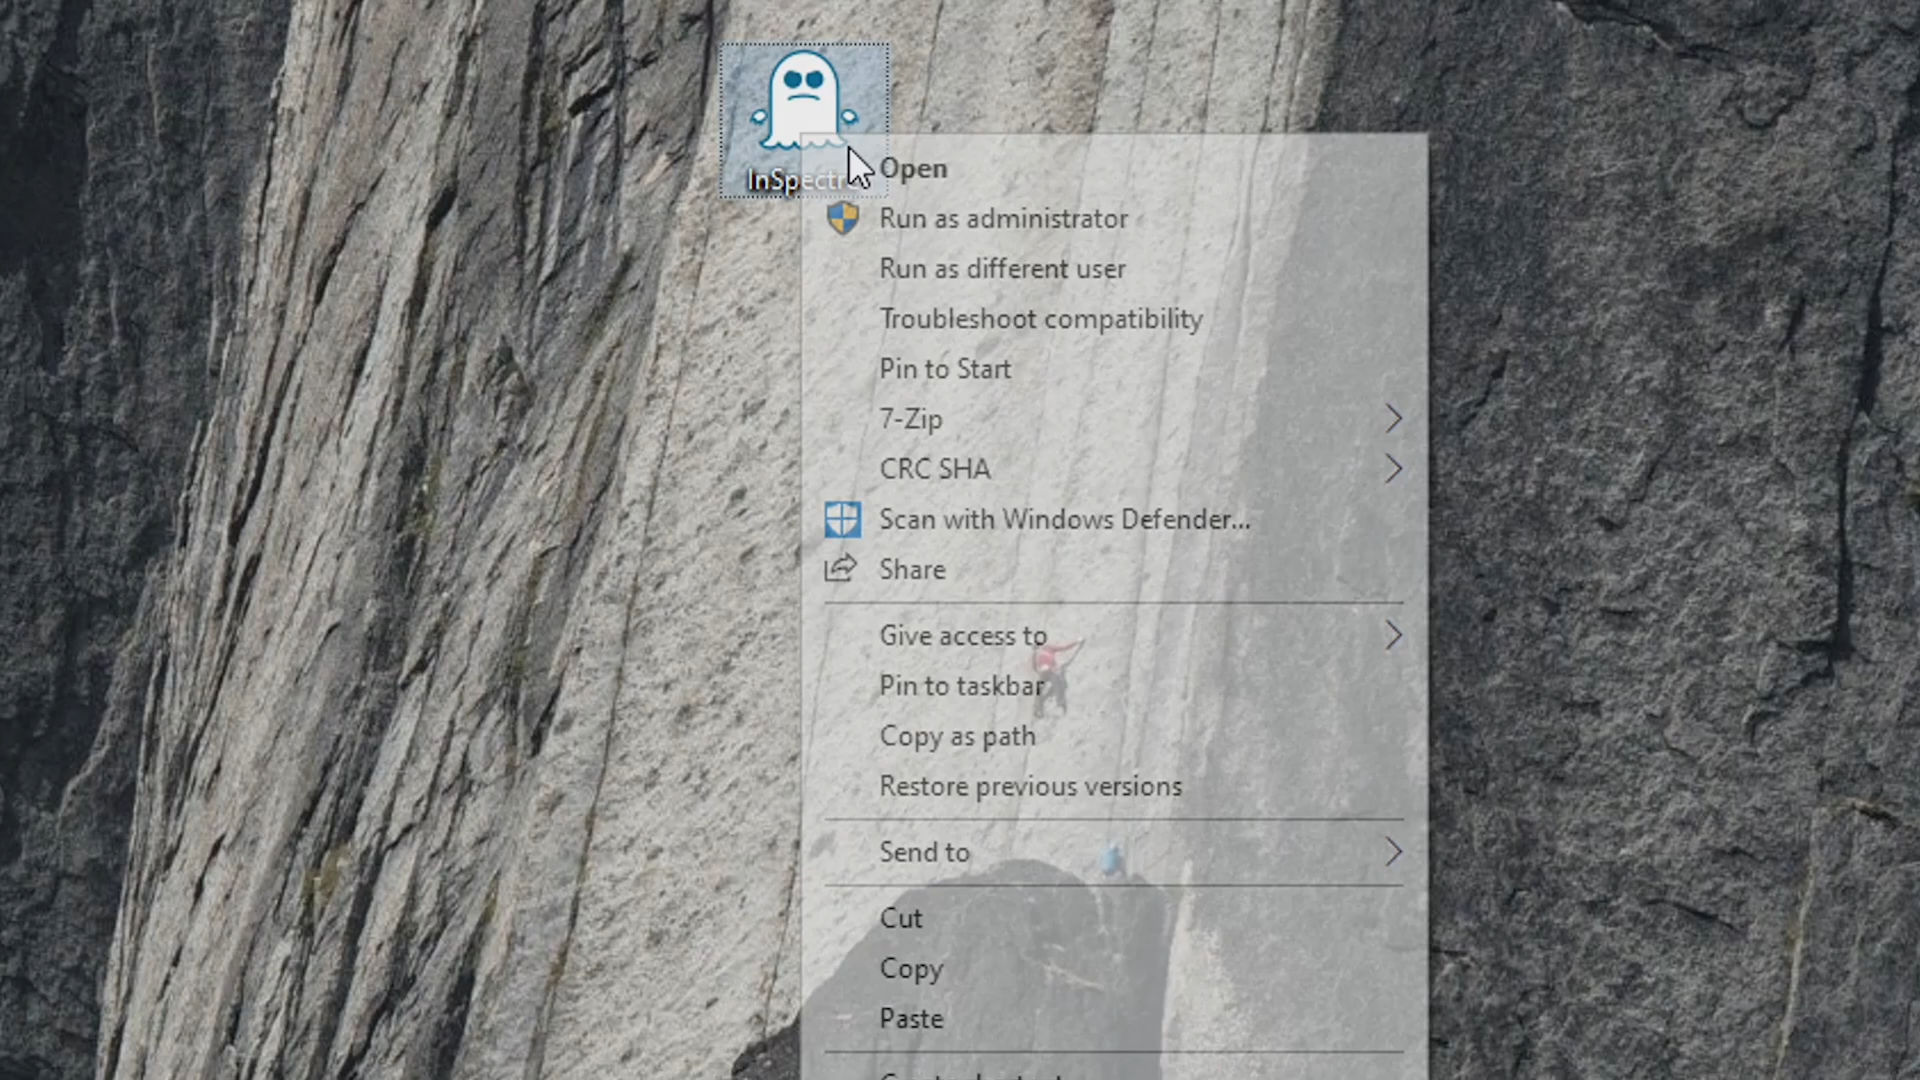 InSpectre
Open
Run as administrator
Run as different user
Troubleshoot compatibility
Pin to Start
7-Zip
CRC SHA
Scan with Windows Defender...
Share
Give access to
Pin to taskbar
Copy as path
Restore previous versions
Send to
Cut
Copy
Paste